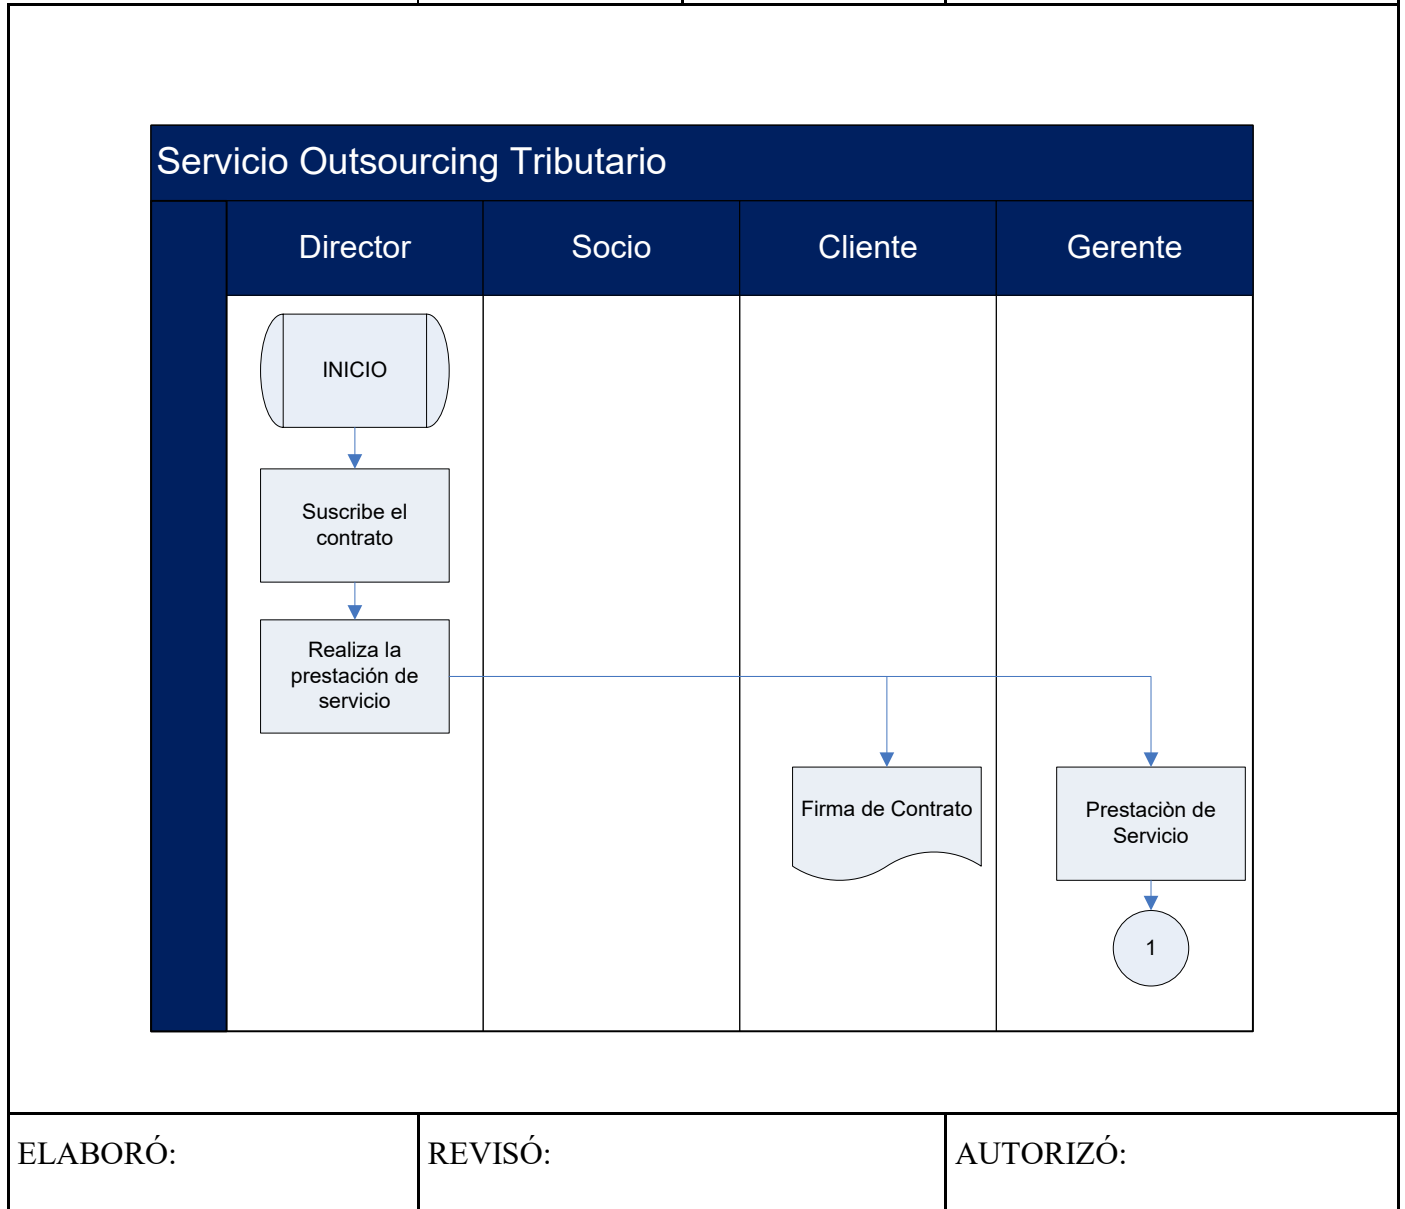 Servicio Outsourcing Tributario
Director
Socio
Cliente
Gerente
INICIO
Suscribe el
contrato
Realiza la
prestación de
servicio
Firma de Contrato
Prestaciòn de
Servicio
1
ELABORÓ:
REVISÓ:
AUTORIZÓ: